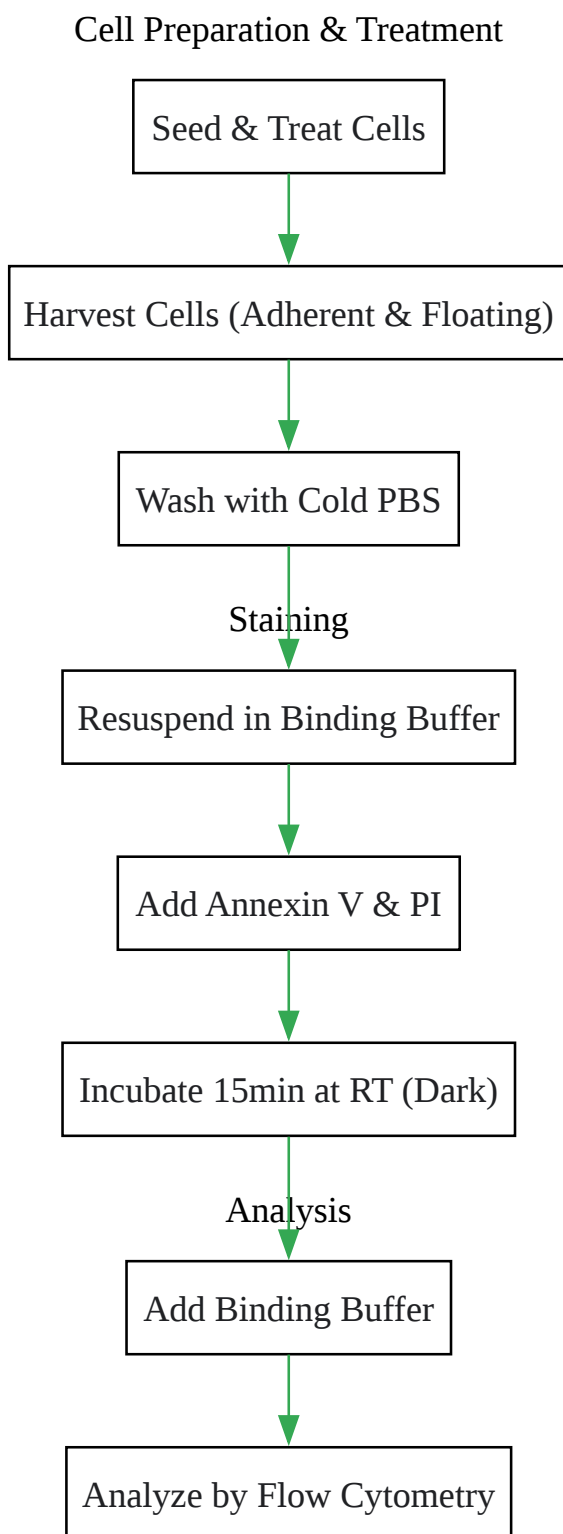 Cell Preparation & Treatment
Seed & Treat Cells
Harvest Cells (Adherent & Floating)
Wash with Cold PBS
Staining
Resuspend in Binding Buffer
Add Annexin V & PI
Incubate 15min at RT (Dark)
Analysis
Add Binding Buffer
Analyze by Flow Cytometry